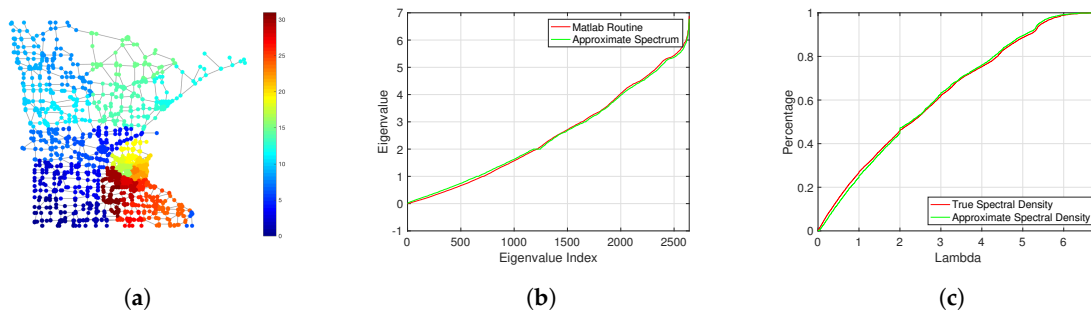 30
25
20
15
10
5
0
(a)
7
6
5
4
3
2
1
0
-1
Eigenvalue
Matlab Routine
Approximate Spectrum
0 500 1000 1500 2000 2500
Eigenvalue Index
(b)
1
0.8
0.6
0.4
0.2
0
Percentage
True Spectral Density
Approximate Spectral Density
0 1 2 3 4 5 6
Lambda
(c)